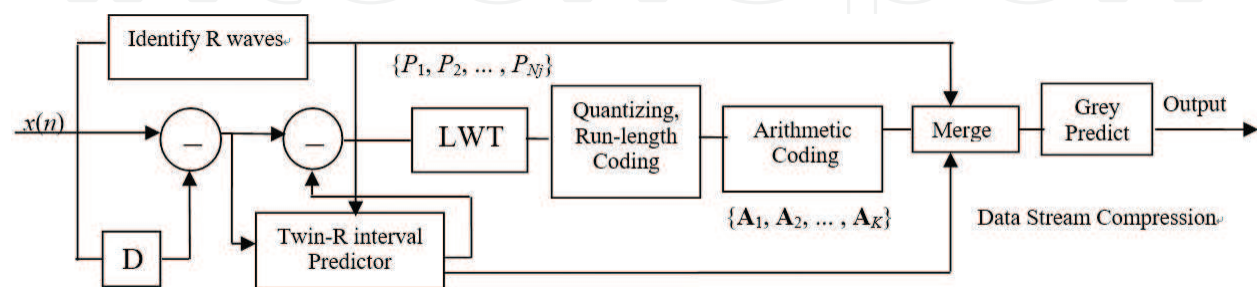 Identify R waves
{P1, P2, ... , PNj}
x(n)
–
–
LWT
Quantizing,
Run-length
Coding
Arithmetic
Coding
Merge
Grey
Predict
Output
{A1, A2, ... , AK}
Data Stream Compression
D
Twin-R interval
Predictor